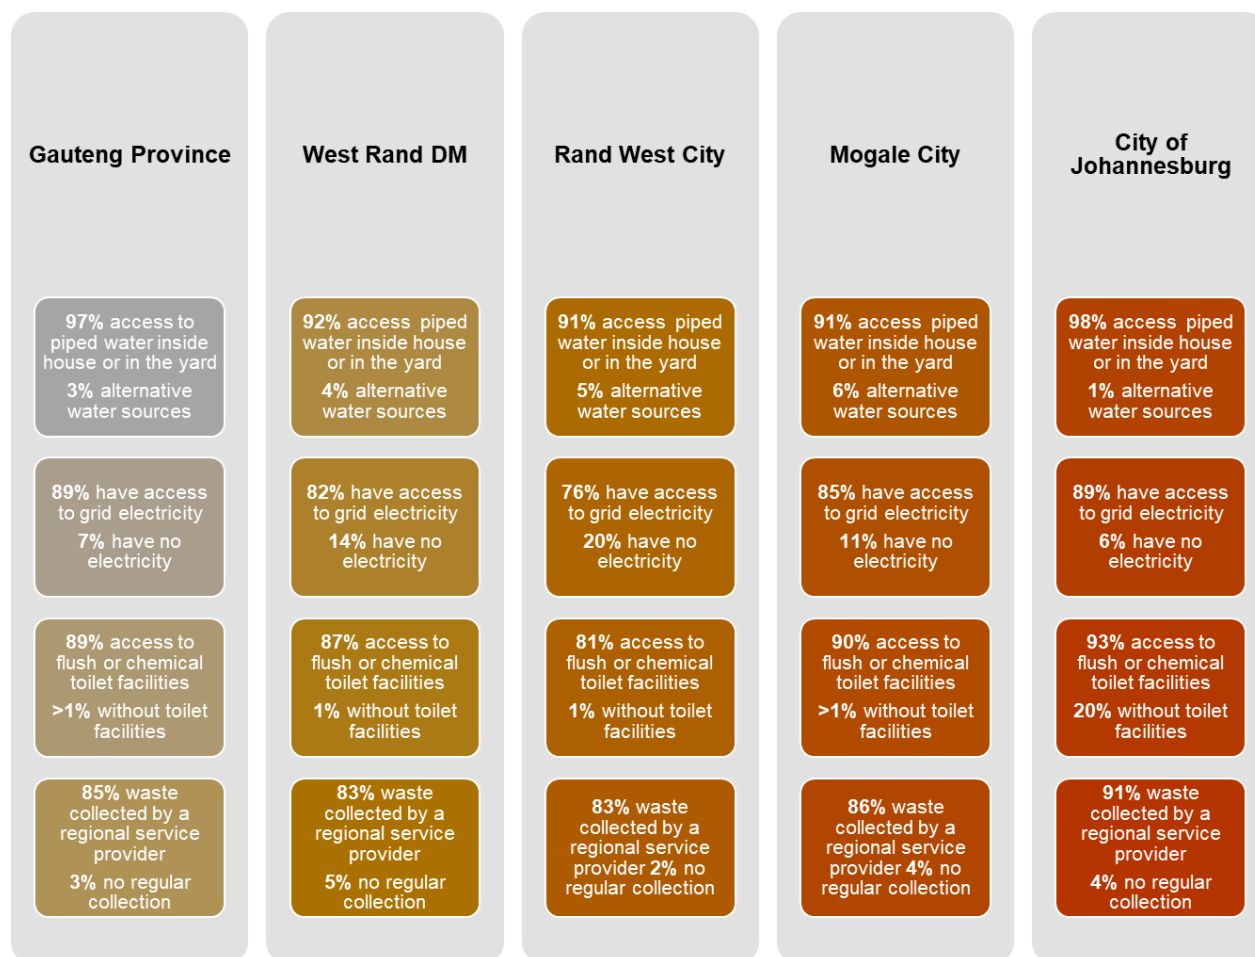 Gauteng Province
West Rand DM
Rand West City
Mogale City
City of
Johannesburg
97% access to
piped water inside
house or in the yard
3% alternative
water sources
92% access piped
water inside house
or in the yard
4% alternative
water sources
91% access piped
water inside house
or in the yard
5% alternative
water sources
91% access piped
water inside house
or in the yard
6% alternative
water sources
98% access piped
water inside house
or in the yard
1% alternative
water sources
89% have access
to grid electricity
7% have no
electricity
82% have access
to grid electricity
14% have no
electricity
76% have access
to grid electricity
20% have no
electricity
85% have access
to grid electricity
11% have no
electricity
89% have access
to grid electricity
6% have no
electricity
89% access to
flush or chemical
toilet facilities
>1% without toilet
facilities
87% access to
flush or chemical
toilet facilities
1% without toilet
facilities
81% access to
flush or chemical
toilet facilities
1% without toilet
facilities
90% access to
flush or chemical
toilet facilities
>1% without toilet
facilities
93% access to
flush or chemical
toilet facilities
20% without toilet
facilities
85% waste
collected by a
regional service
provider
3% no regular
collection
83% waste
collected by a
regional service
provider
5% no regular
collection
83% waste
collected by a
regional service
provider 2% no
regular collection
86% waste
collected by a
regional service
provider 4% no
regular collection
91% waste
collected by a
regional service
provider
4% no regular
collection